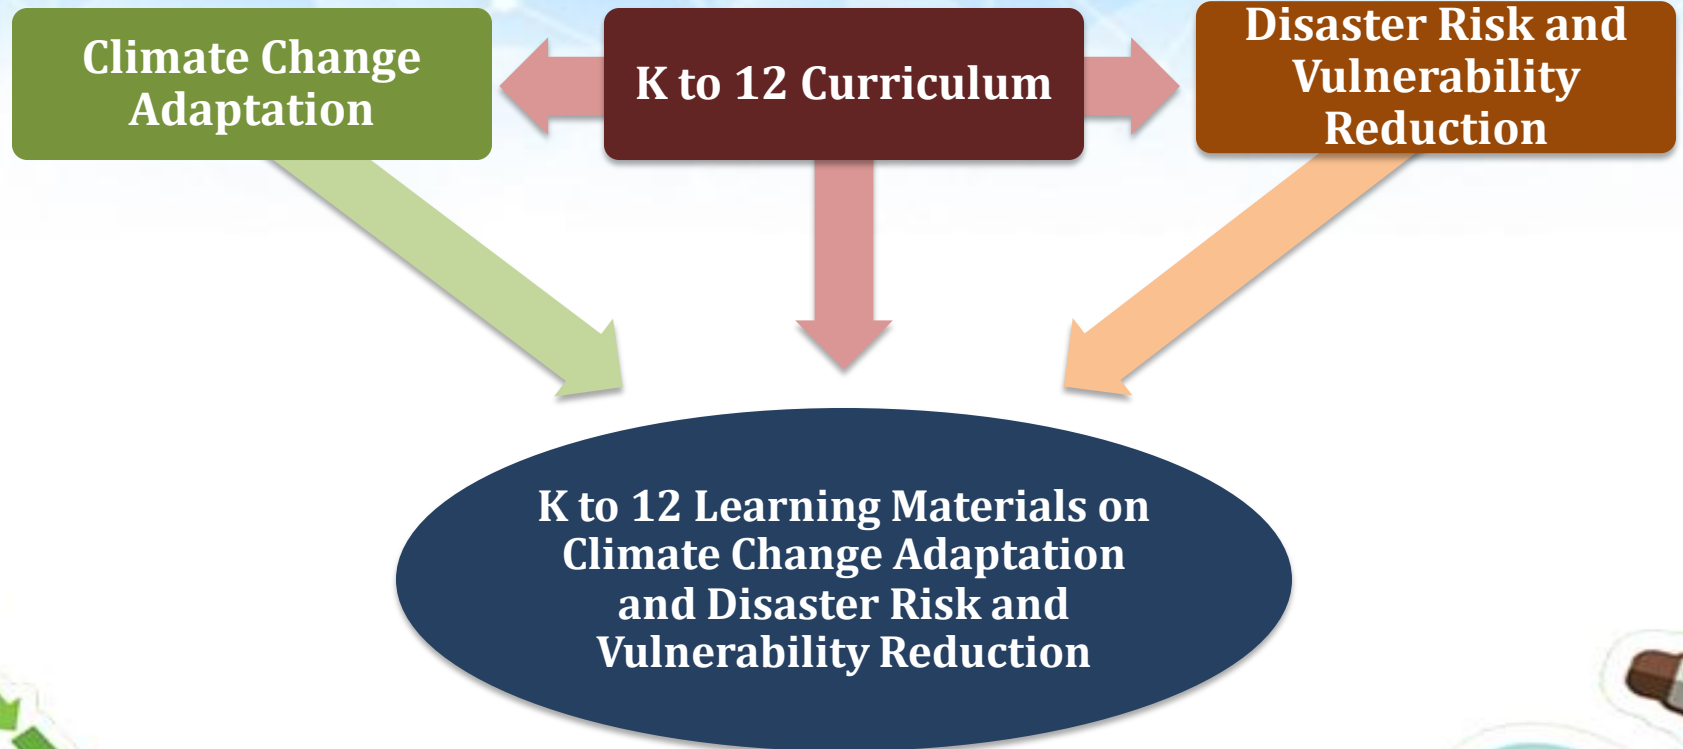 Climate Change
Adaptation
K to 12 Curriculum
Disaster Risk and
Vulnerability
Reduction
K to 12 Learning Materials on
Climate Change Adaptation
and Disaster Risk and
Vulnerability Reduction